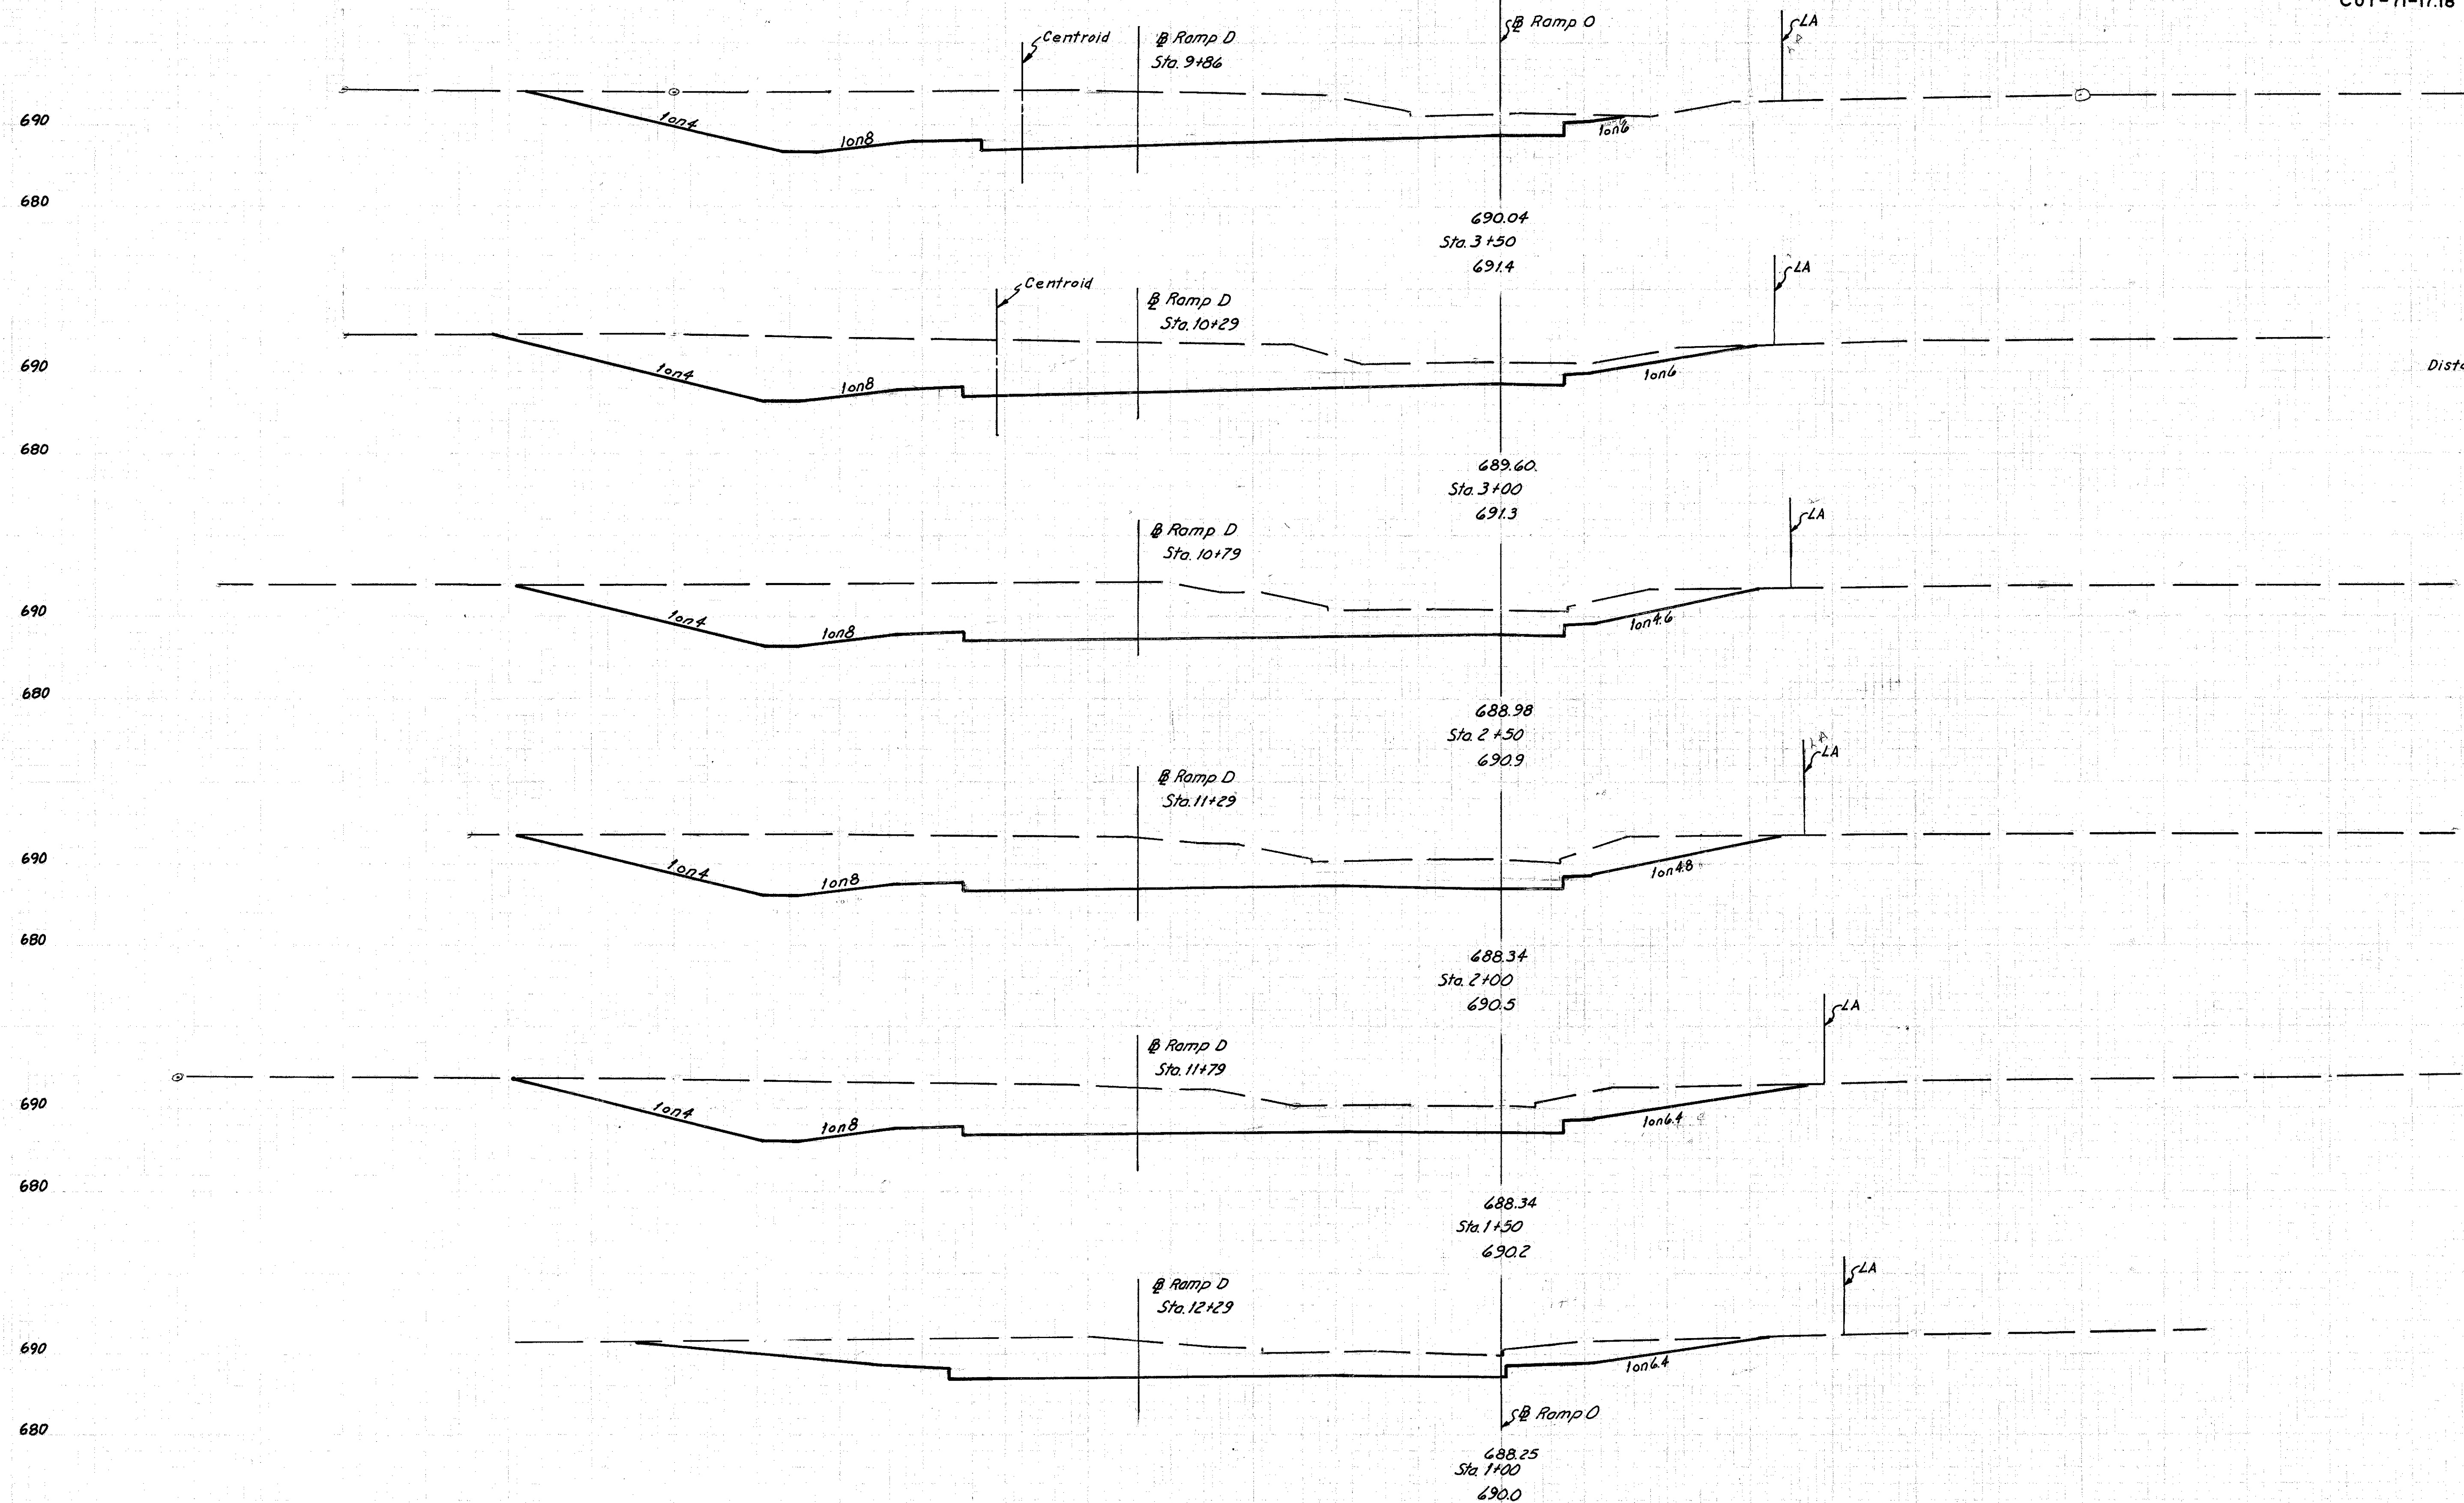 CUY-71-17.18
Centroid
℄ Ramp D
Sta. 9+86
℄ Ramp O
LA
690
1on4
1on8
1on6
680
690.04
Sta. 3+50
691.4
Centroid
℄ Ramp D
Sta. 10+29
LA
690
1on4
1on8
1on6
Dista
680
689.60
Sta. 3+00
691.3
℄ Ramp D
Sta. 10+79
LA
690
1on4
1on8
1on4.6
680
688.98
Sta. 2+50
690.9
℄ Ramp D
Sta. 11+29
LA
690
1on4
1on8
1on4.8
680
688.34
Sta. 2+00
690.5
℄ Ramp D
Sta. 11+79
LA
690
1on4
1on8
1on6.4
680
688.34
Sta. 1+50
690.2
℄ Ramp D
Sta. 12+29
LA
690
1on6.4
680
℄ Ramp O
688.25
Sta. 1+00
690.0